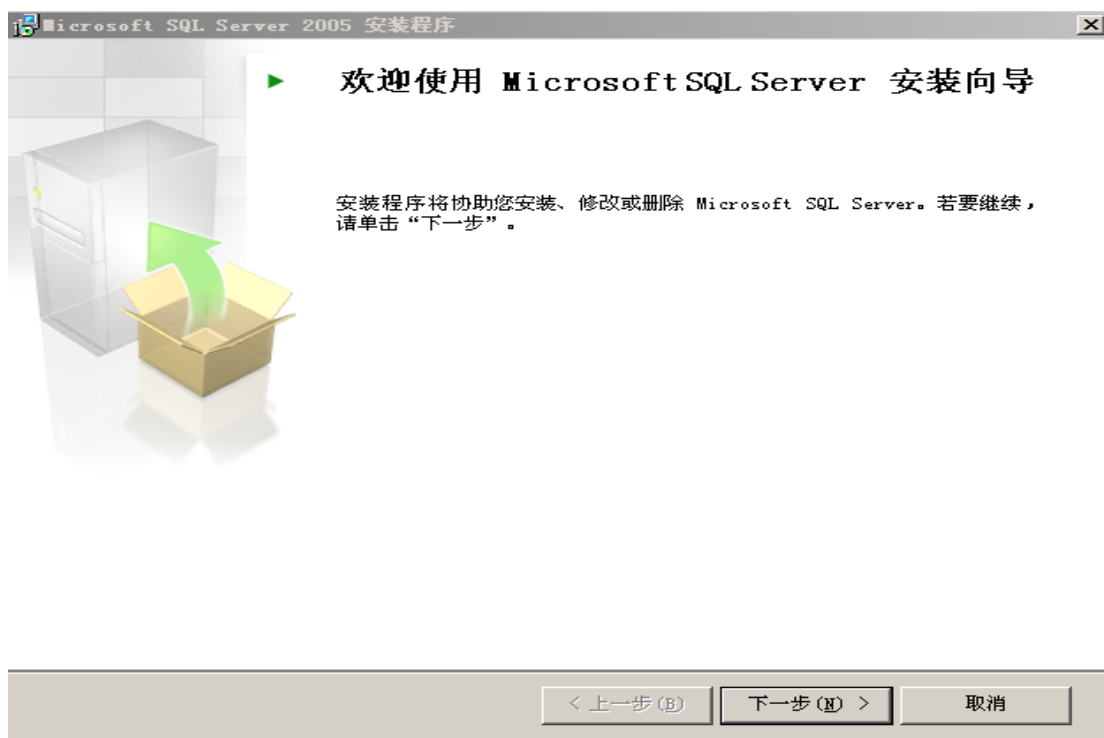 Microsoft SQL Server 2005 安装程序
欢迎使用 Microsoft SQL Server 安装向导
安装程序将协助您安装、修改或删除 Microsoft SQL Server。若要继续，
请单击“下一步”。
< 上一步(B)
下一步(N) >
取消